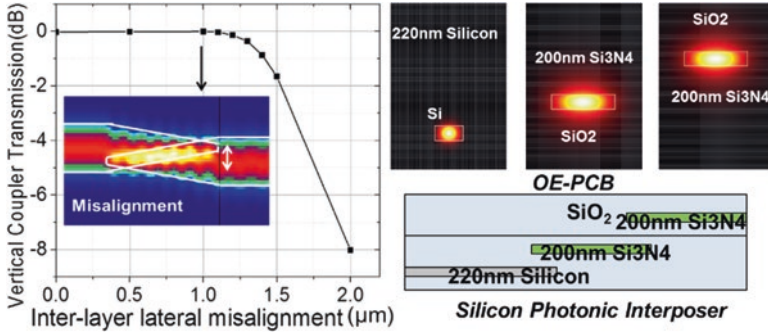 Vertical Coupler Transmission(dB)
0
-2
-4
-6
-8
Misalignment
0.0 0.5 1.0 1.5 2.0
Inter-layer lateral misalignment (μm)
220nm Silicon
Si
200nm Si3N4
SiO2
SiO2
200nm Si3N4
OE-PCB
SiO2
200nm Si3N4
200nm Si3N4
220nm Silicon
Silicon Photonic Interposer